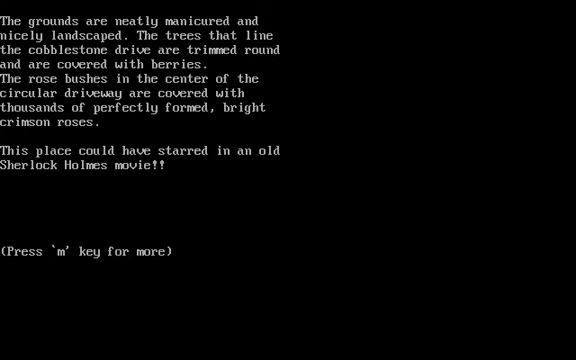 The grounds are neatly manicured and
nicely landscaped. The trees that line
the cobblestone drive are trimmed round
and are covered with berries.
The rose bushes in the center of the
circular driveway are covered with
thousands of perfectly formed, bright
crimson roses.
This place could have starred in an old
Sherlock Holmes movie!!
(Press `m' key for more)